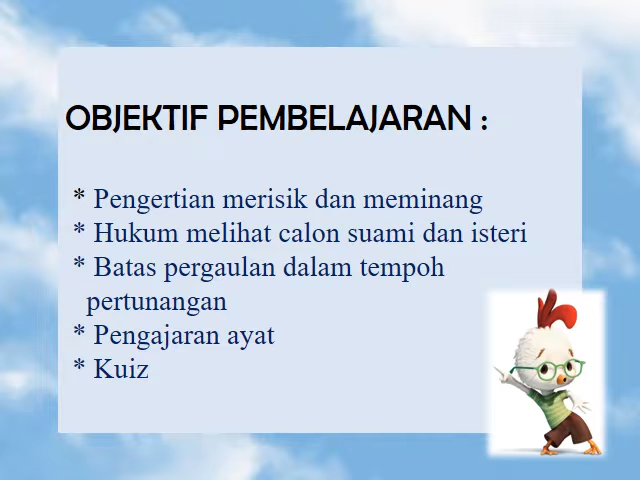 OBJEKTIF PEMBELAJARAN :
* Pengertian merisik dan meminang
* Hukum melihat calon suami dan isteri
* Batas pergaulan dalam tempoh
pertunangan
* Pengajaran ayat
* Kuiz